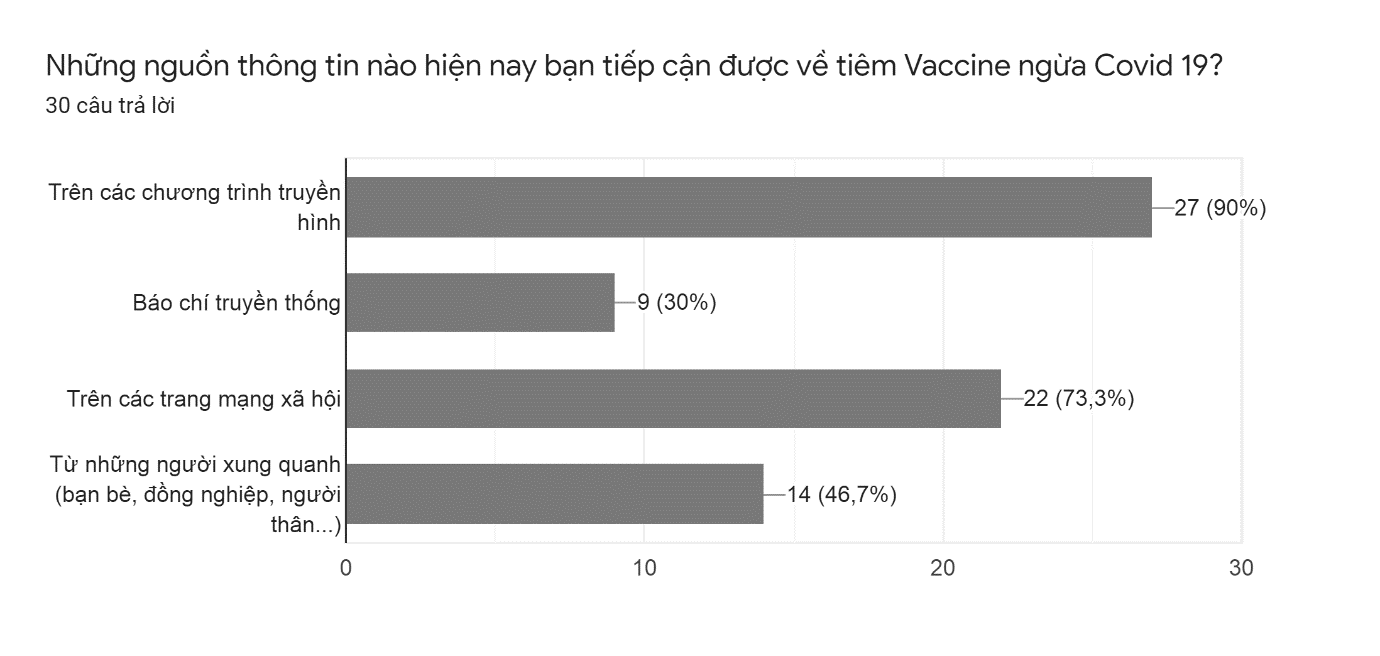 Những nguồn thông tin nào hiện nay bạn tiếp cận được về tiêm Vaccine ngừa Covid 19?
30 câu trả lời
Trên các chương trình truyền
hình
27 (90%)
Báo chí truyền thống
9 (30%)
Trên các trang mạng xã hội
22 (73,3%)
Từ những người xung quanh
(bạn bè, đồng nghiệp, người
thân...)
14 (46,7%)
0
10
20
30